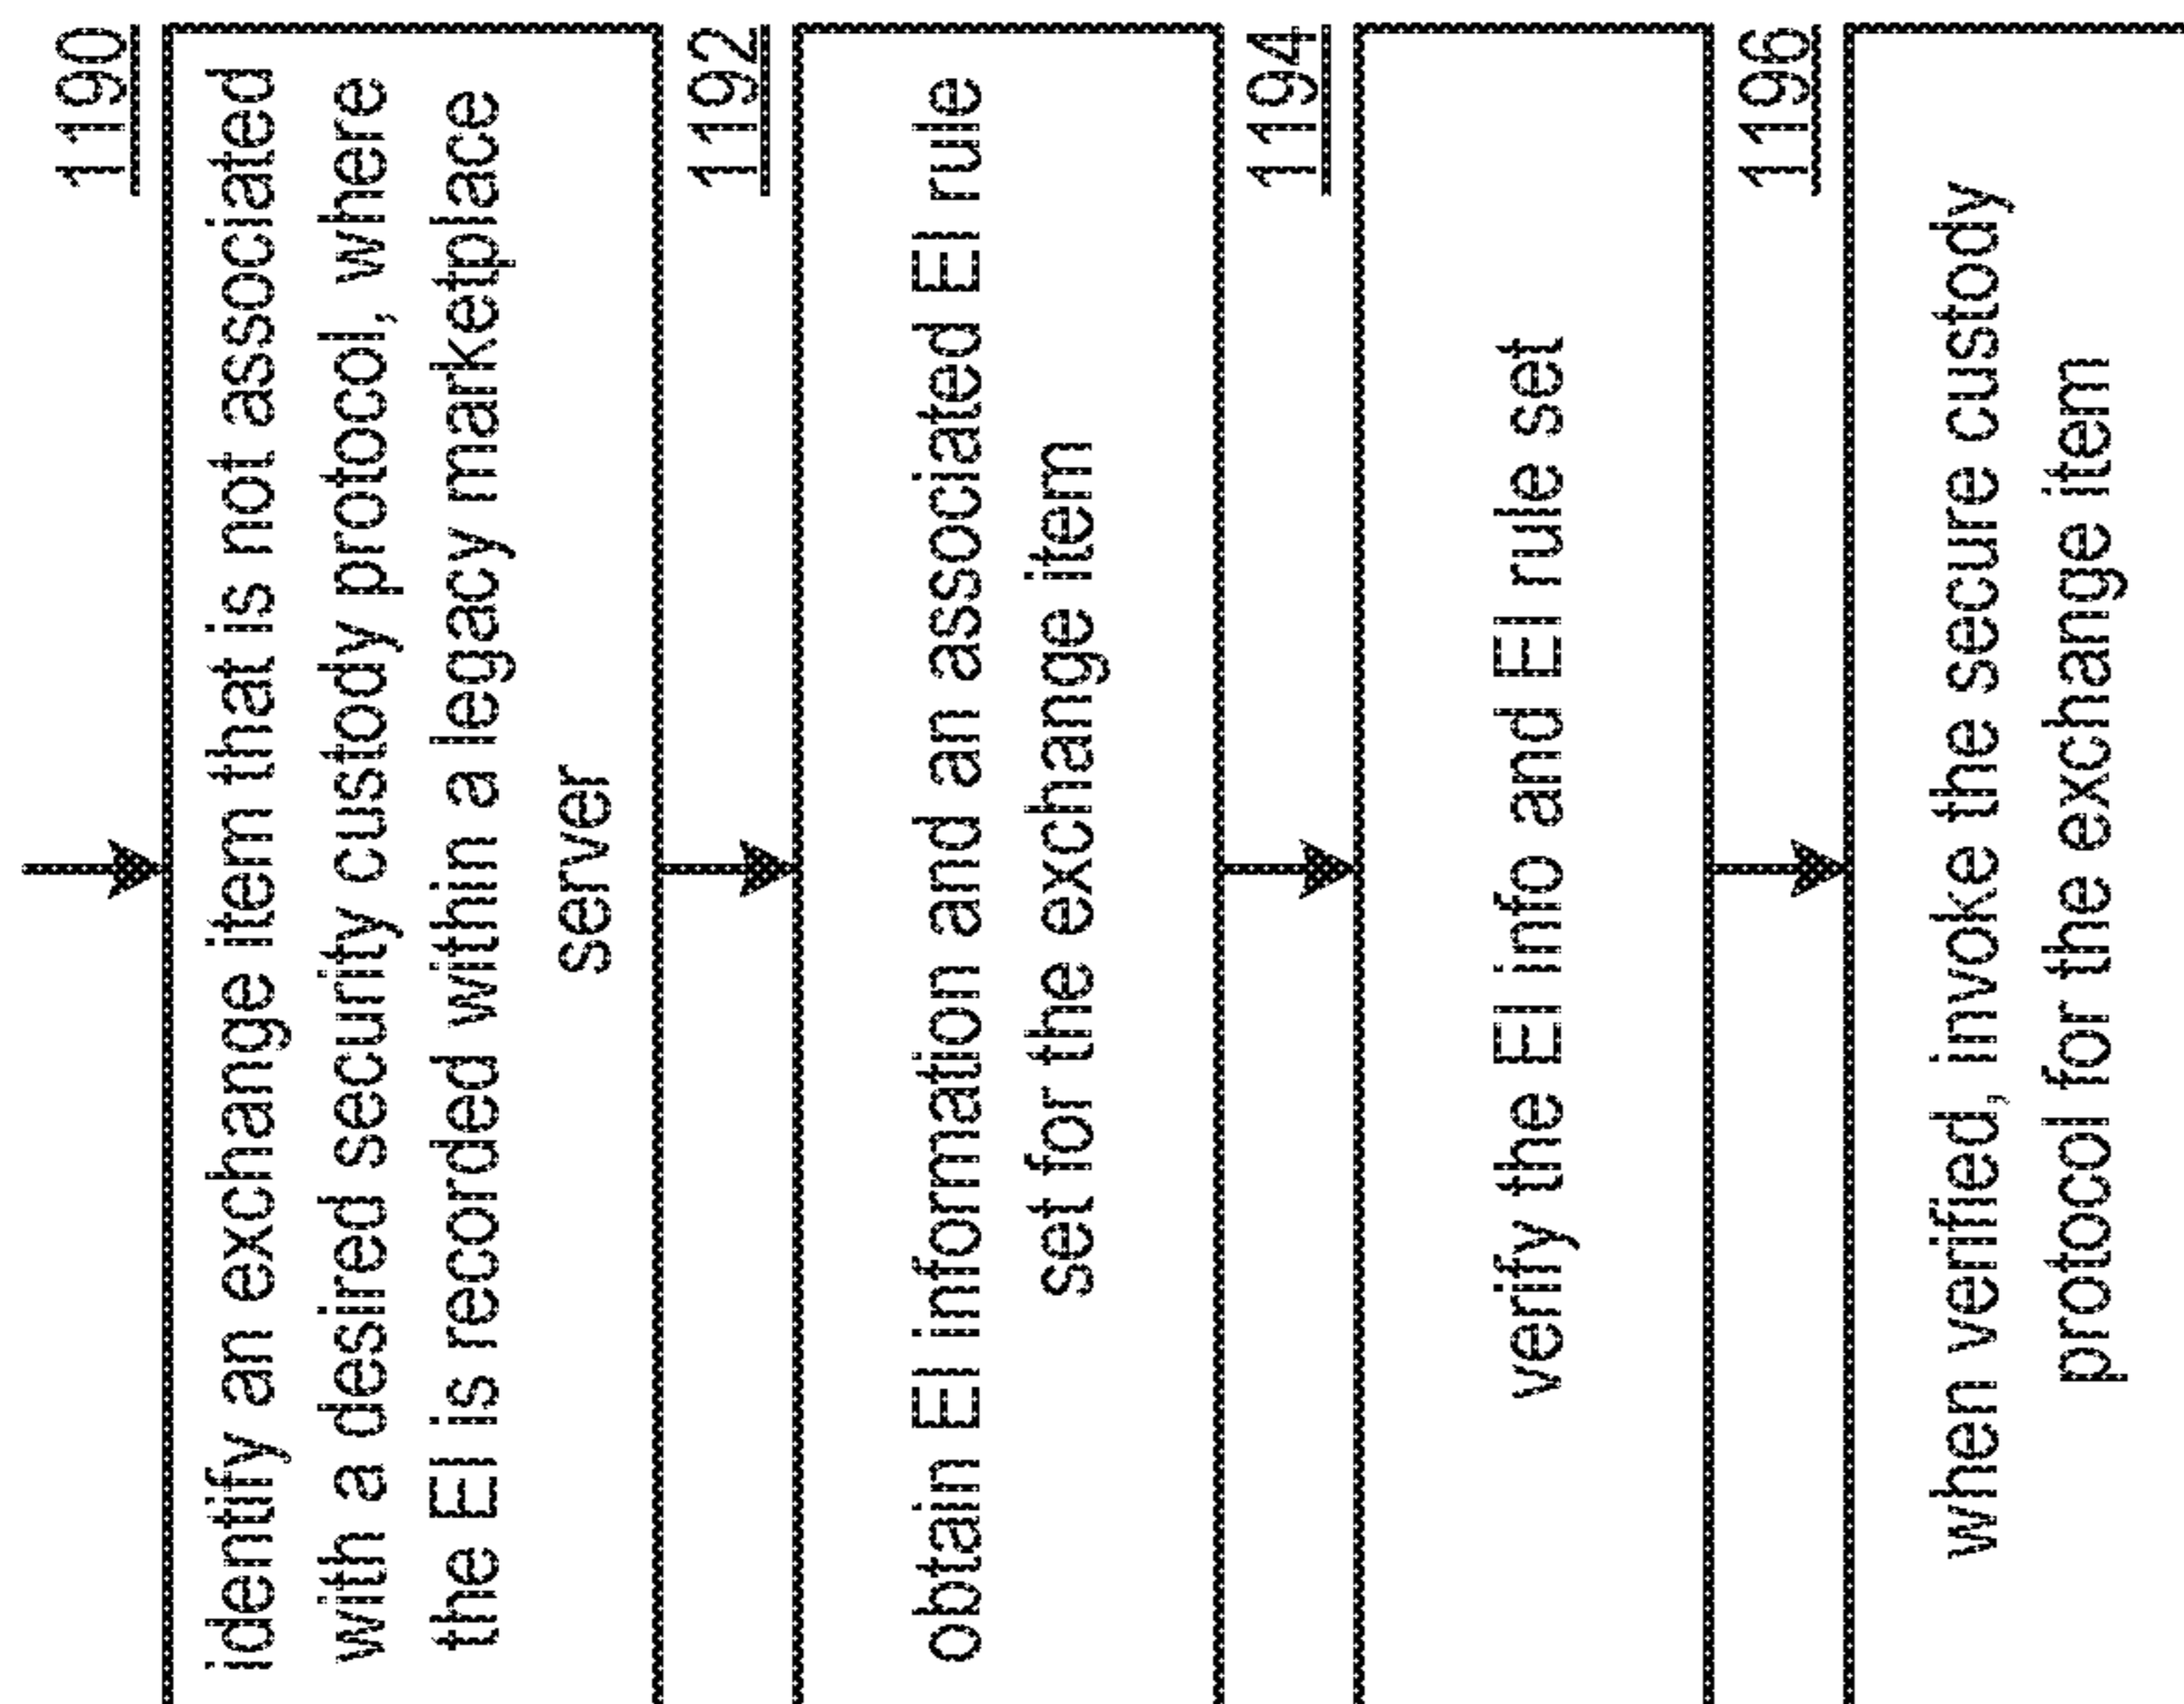 1190
identify an exchange item that is not associated
with a desired security custody protocol, where
the EI is recorded within a legacy marketplace
server
1192
obtain EI information and an associated EI rule
set for the exchange item
1194
verify the EI info and EI rule set
1196
when verified, invoke the secure custody
protocol for the exchange item